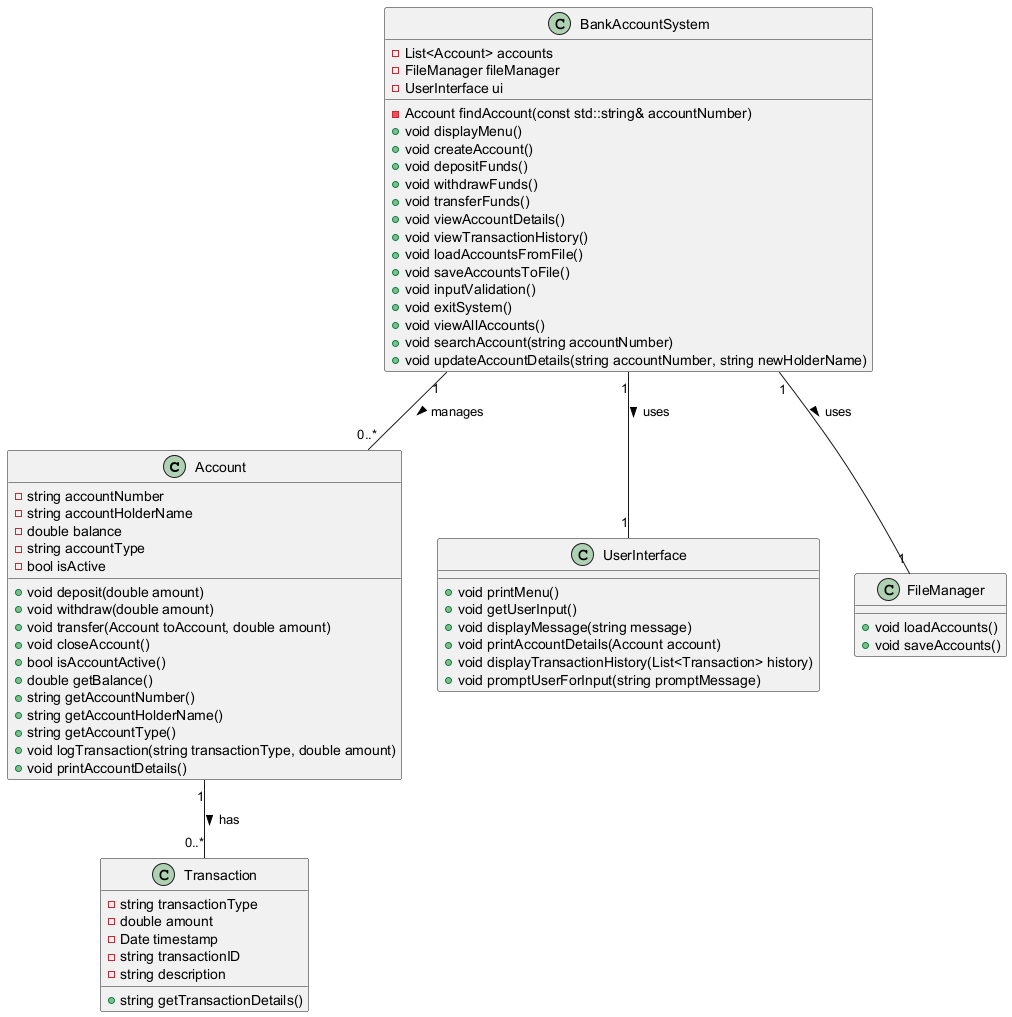 C BankAccountSystem
List<Account> accounts
FileManager fileManager
UserInterface ui
Account findAccount(const std::string& accountNumber)
void displayMenu()
void createAccount()
void depositFunds()
void withdrawFunds()
void transferFunds()
void viewAccountDetails()
void viewTransactionHistory()
void loadAccountsFromFile()
void saveAccountsToFile()
void inputValidation()
void exitSystem()
void viewAllAccounts()
void searchAccount(string accountNumber)
void updateAccountDetails(string accountNumber, string newHolderName)
1
manages
0..*
1
uses
1
1
uses
1
C Account
string accountNumber
string accountHolderName
double balance
string accountType
bool isActive
void deposit(double amount)
void withdraw(double amount)
void transfer(Account toAccount, double amount)
void closeAccount()
bool isAccountActive()
double getBalance()
string getAccountNumber()
string getAccountHolderName()
string getAccountType()
void logTransaction(string transactionType, double amount)
void printAccountDetails()
C UserInterface
void printMenu()
void getUserInput()
void displayMessage(string message)
void printAccountDetails(Account account)
void displayTransactionHistory(List<Transaction> history)
void promptUserForInput(string promptMessage)
C FileManager
void loadAccounts()
void saveAccounts()
1
has
0..*
C Transaction
string transactionType
double amount
Date timestamp
string transactionID
string description
string getTransactionDetails()